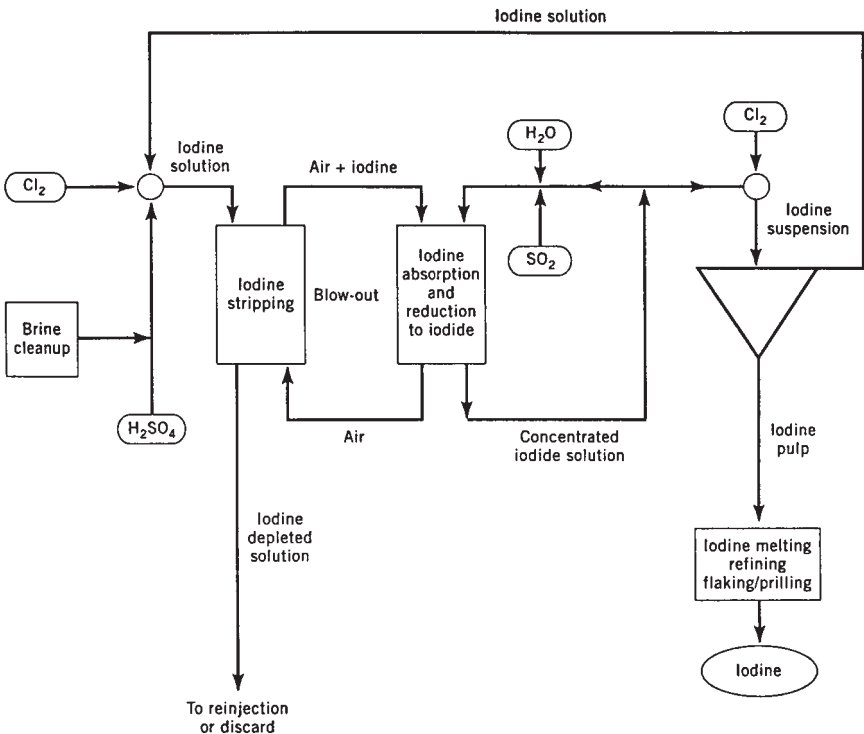 Iodine solution
Cl2
H2O
Iodine
solution
Air + iodine
Cl2
Iodine
suspension
Iodine
stripping
Blow-out
Iodine
absorption
and
reduction
to iodide
SO2
Brine
cleanup
H2SO4
Air
Concentrated
iodide solution
Iodine
pulp
Iodine
depleted
solution
Iodine melting
refining
flaking/prilling
Iodine
To reinjection
or discard